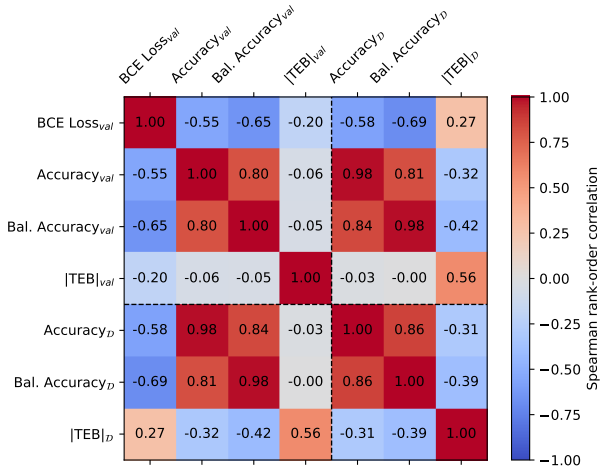 BCE Loss_val Accuracy_val Bal. Accuracy_val |TEB|_val Accuracy_𝒟 Bal. Accuracy_𝒟 |TEB|_𝒟
BCE Loss_val 1.00 -0.55 -0.65 -0.20 -0.58 -0.69 0.27
Accuracy_val -0.55 1.00 0.80 -0.06 0.98 0.81 -0.32
Bal. Accuracy_val -0.65 0.80 1.00 -0.05 0.84 0.98 -0.42
|TEB|_val -0.20 -0.06 -0.05 1.00 -0.03 -0.00 0.56
Accuracy_𝒟 -0.58 0.98 0.84 -0.03 1.00 0.86 -0.31
Bal. Accuracy_𝒟 -0.69 0.81 0.98 -0.00 0.86 1.00 -0.39
|TEB|_𝒟 0.27 -0.32 -0.42 0.56 -0.31 -0.39 1.00
1.00
0.75
0.50
0.25
0.00
−0.25
−0.50
−0.75
−1.00
Spearman rank-order correlation